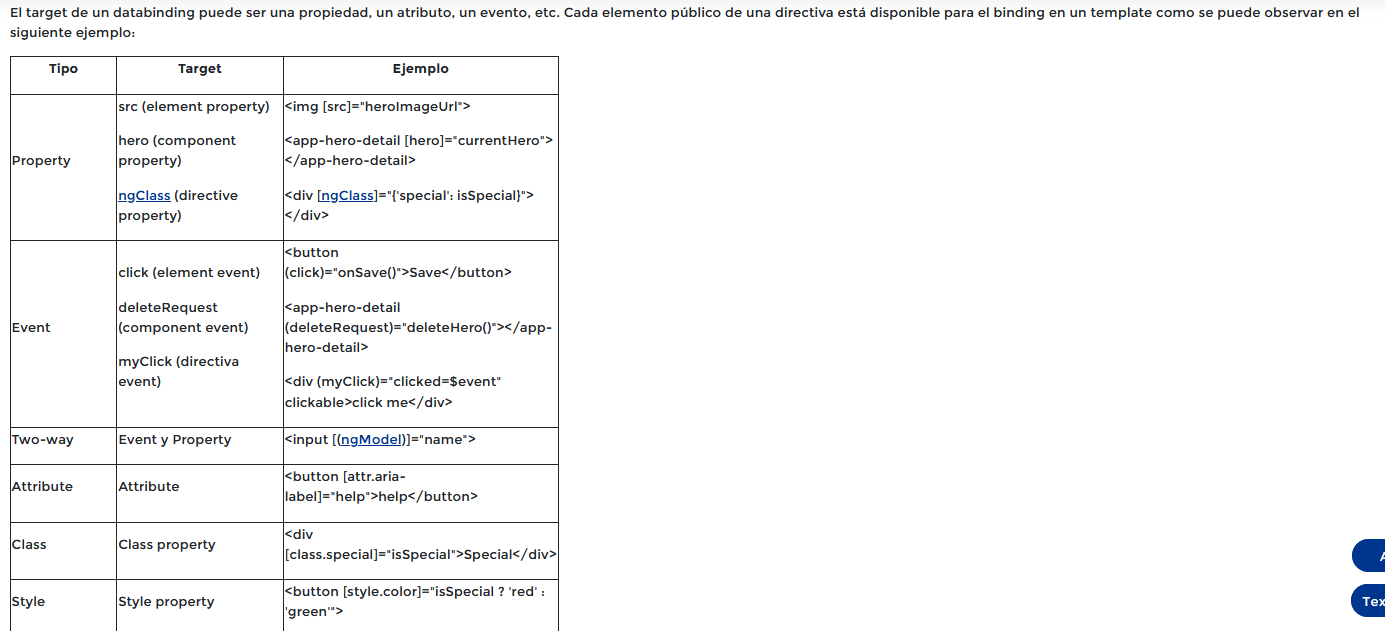 El target de un databinding puede ser una propiedad, un atributo, un evento, etc. Cada elemento público de una directiva está disponible para el binding en un template como se puede observar en el
siguiente ejemplo:
Tipo
Target
Ejemplo
Property
src (element property)
hero (component
property)
ngClass (directive
property)
<img [src]="heroImageUrl">
<app-hero-detail [hero]="currentHero">
</app-hero-detail>
<div [ngClass]="{'special': isSpecial}">
</div>
Event
click (element event)
deleteRequest
(component event)
myClick (directiva
event)
<button
(click)="onSave()">Save</button>
<app-hero-detail
(deleteRequest)="deleteHero()"></app-
hero-detail>
<div (myClick)="clicked=$event"
clickable>click me</div>
Two-way
Event y Property
<input [(ngModel)]="name">
Attribute
Attribute
<button [attr.aria-
label]="help">help</button>
Class
Class property
<div
[class.special]="isSpecial">Special</div>
Style
Style property
<button [style.color]="isSpecial ? 'red' :
'green'">
Tex